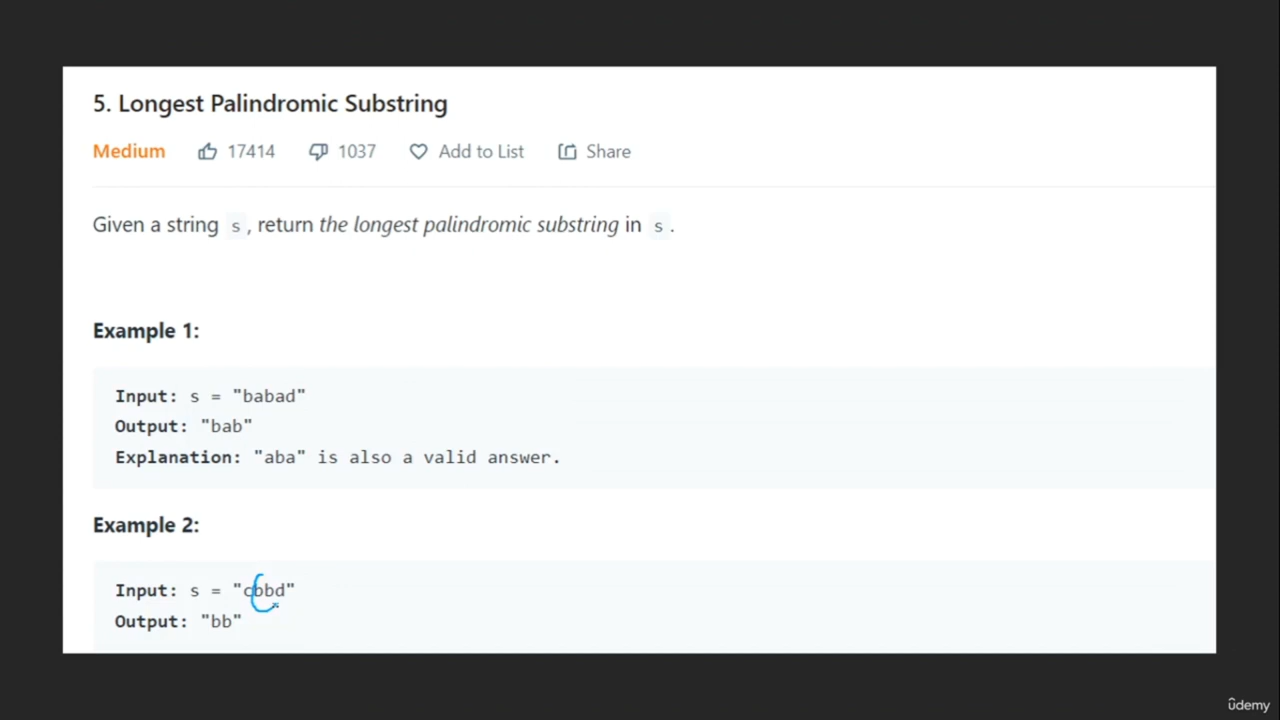 5. Longest Palindromic Substring
Medium 17414 1037 Add to List Share
Given a string s, return the longest palindromic substring in s.
Example 1:
Input: s = "babad"
Output: "bab"
Explanation: "aba" is also a valid answer.
Example 2:
Input: s = "cbbd"
Output: "bb"
ûdemy